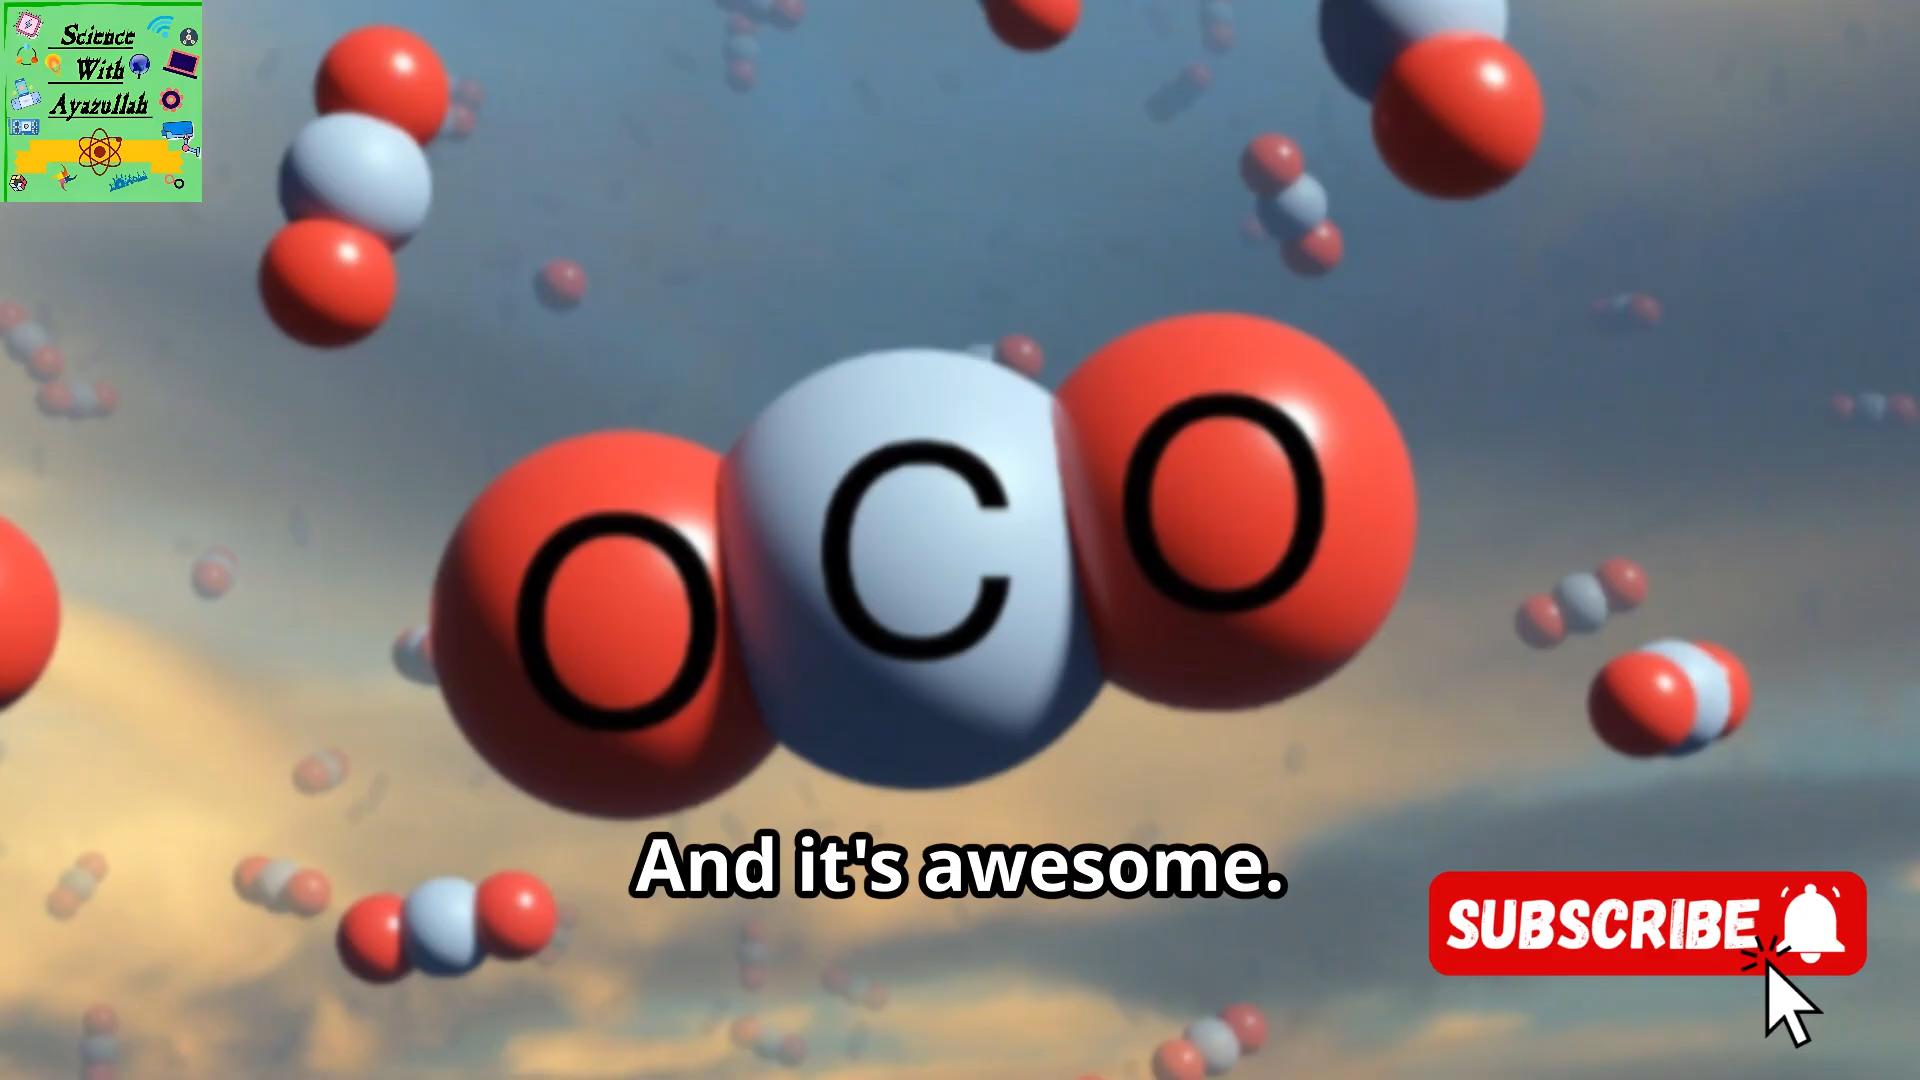 Science
With
Ayazullah
O C O
And it's awesome.
SUBSCRIBE